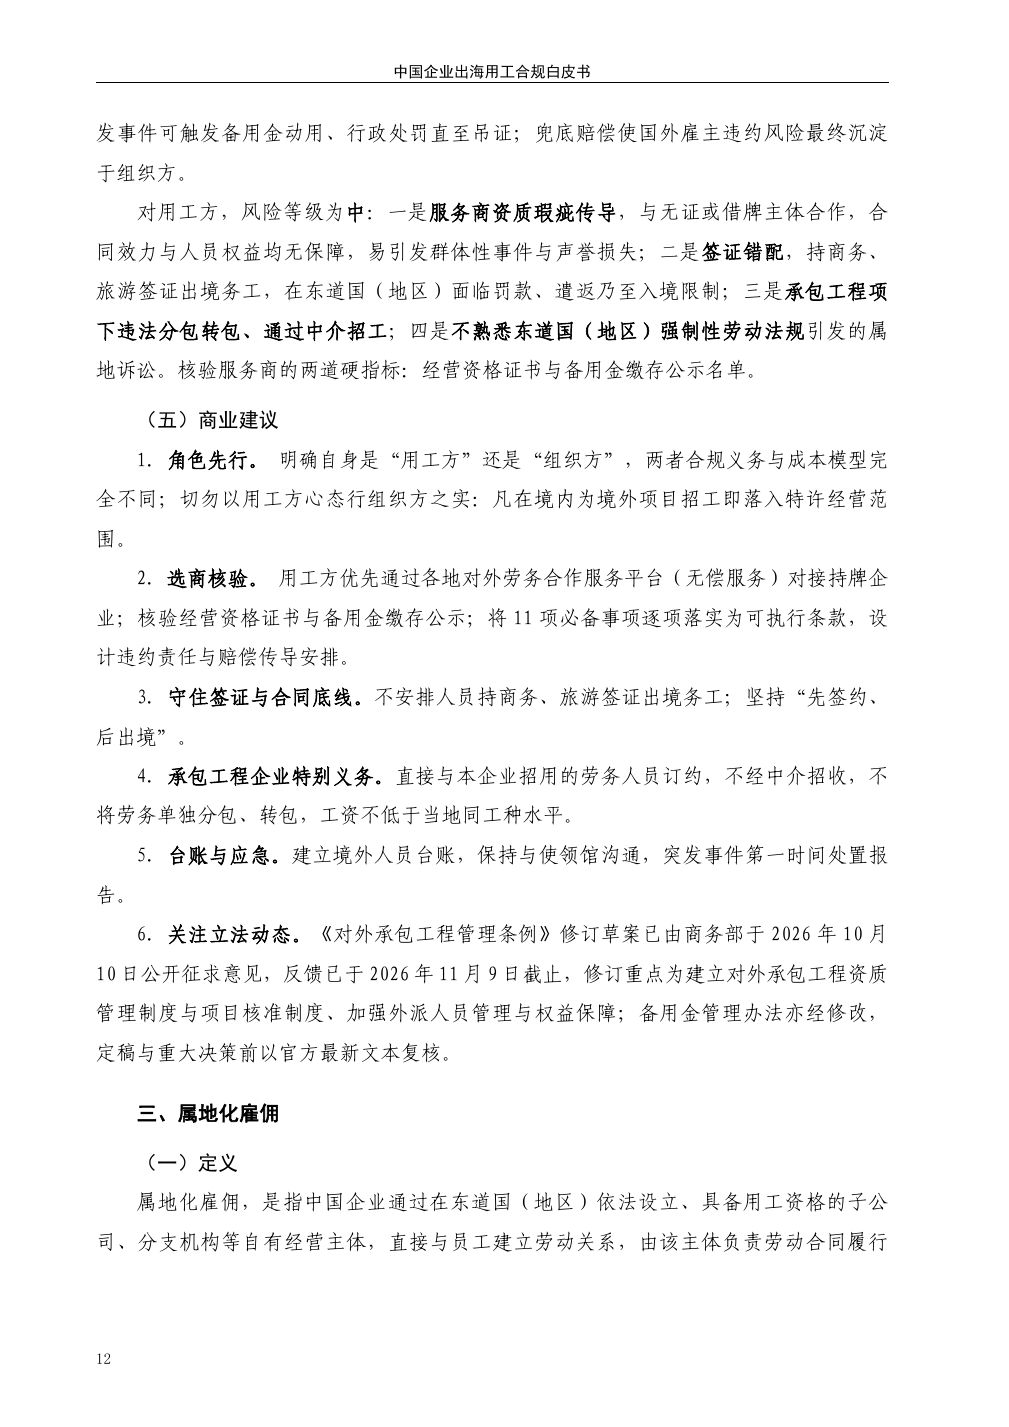 中国企业出海用工合规白皮书
发事件可触发备用金动用、行政处罚直至吊证；兜底赔偿使国外雇主违约风险最终沉淀
于组织方。
对用工方，风险等级为中：一是服务商资质瑕疵传导，与无证或借牌主体合作，合
同效力与人员权益均无保障，易引发群体性事件与声誉损失；二是签证错配，持商务、
旅游签证出境务工，在东道国（地区）面临罚款、遣返乃至入境限制；三是承包工程项
下违法分包转包、通过中介招工；四是不熟悉东道国（地区）强制性劳动法规引发的属
地诉讼。核验服务商的两道硬指标：经营资格证书与备用金缴存公示名单。
（五）商业建议
1. 角色先行。 明确自身是“用工方”还是“组织方”，两者合规义务与成本模型完
全不同；切勿以用工方心态行组织方之实：凡在境内为境外项目招工即落入特许经营范
围。
2. 选商核验。 用工方优先通过各地对外劳务合作服务平台（无偿服务）对接持牌企
业；核验经营资格证书与备用金缴存公示；将 11 项必备事项逐项落实为可执行条款，设
计违约责任与赔偿传导安排。
3. 守住签证与合同底线。不安排人员持商务、旅游签证出境务工；坚持“先签约、
后出境”。
4. 承包工程企业特别义务。直接与本企业招用的劳务人员订约，不经中介招收，不
将劳务单独分包、转包，工资不低于当地同工种水平。
5. 台账与应急。建立境外人员台账，保持与使领馆沟通，突发事件第一时间处置报
告。
6. 关注立法动态。《对外承包工程管理条例》修订草案已由商务部于 2026 年 10 月
10 日公开征求意见，反馈已于 2026 年 11 月 9 日截止，修订重点为建立对外承包工程资质
管理制度与项目核准制度、加强外派人员管理与权益保障；备用金管理办法亦经修改，
定稿与重大决策前以官方最新文本复核。
三、属地化雇佣
（一）定义
属地化雇佣，是指中国企业通过在东道国（地区）依法设立、具备用工资格的子公
司、分支机构等自有经营主体，直接与员工建立劳动关系，由该主体负责劳动合同履行
12